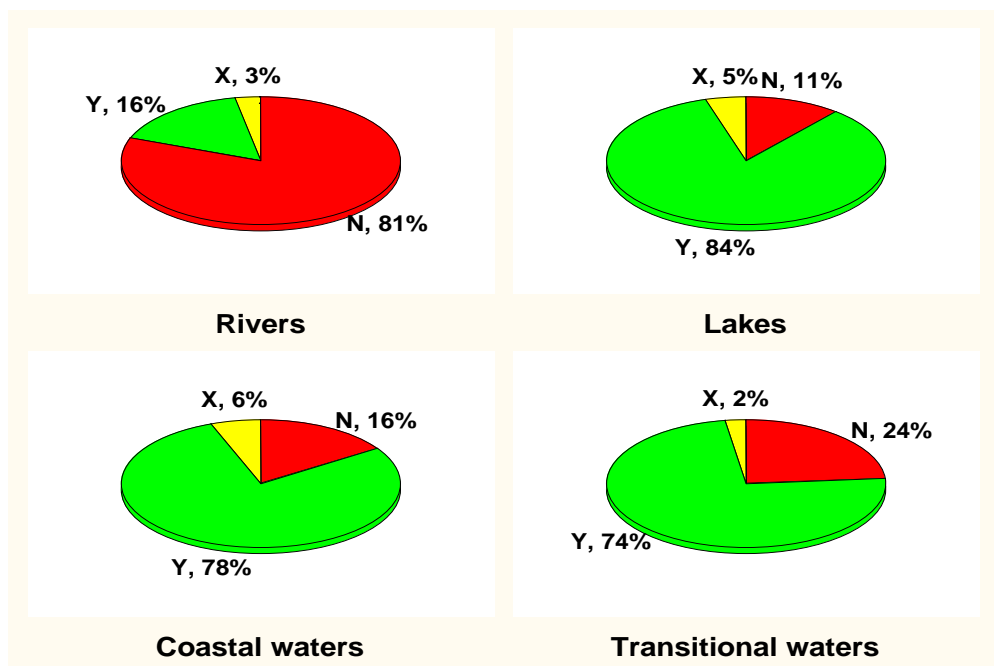 X, 3%
Y, 16%
N, 81%
Rivers
X, 5%
N, 11%
Y, 84%
Lakes
X, 6%
N, 16%
Y, 78%
Coastal waters
X, 2%
N, 24%
Y, 74%
Transitional waters